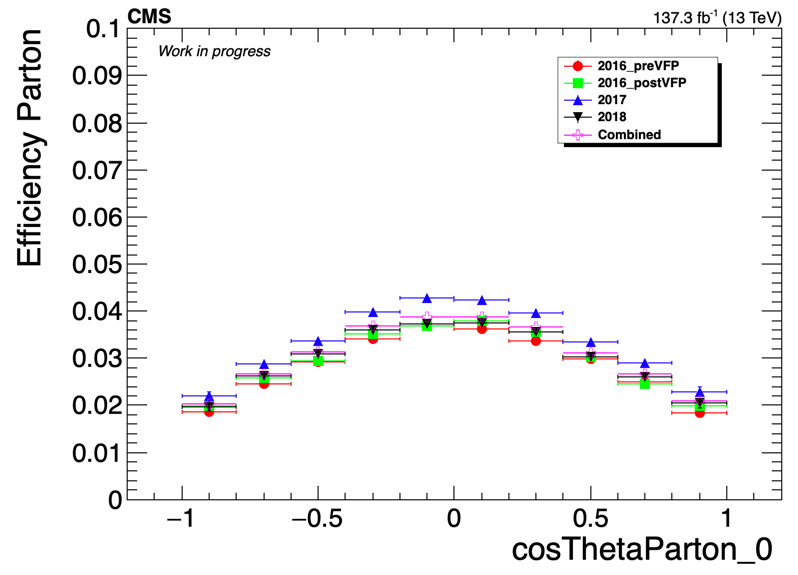 CMS
137.3 fb⁻¹ (13 TeV)
Work in progress
Efficiency Parton
0.1
0.09
0.08
0.07
0.06
0.05
0.04
0.03
0.02
0.01
0
2016_preVFP
2016_postVFP
2017
2018
Combined
−1
−0.5
0
0.5
1
cosThetaParton_0